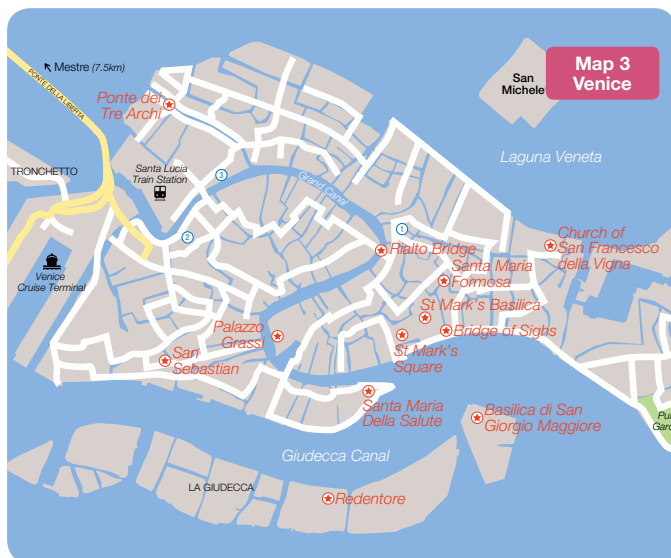 Map 3
Venice
Mestre (7.5km)
PONTE DELLA LIBERTA
San
Michele
Ponte dei
Tre Archi
Laguna Veneta
TRONCHETTO
Santa Lucia
Train Station
3
Grand Canal
1
2
Rialto Bridge
Church of
San Francesco
della Vigna
Santa Maria
Formosa
Venice
Cruise Terminal
St Mark's Basilica
Palazzo
Grassi
Bridge of Sighs
St Mark's
Square
San
Sebastian
Santa Maria
Della Salute
Basilica di San
Giorgio Maggiore
Giudecca Canal
LA GIUDECCA
Redentore